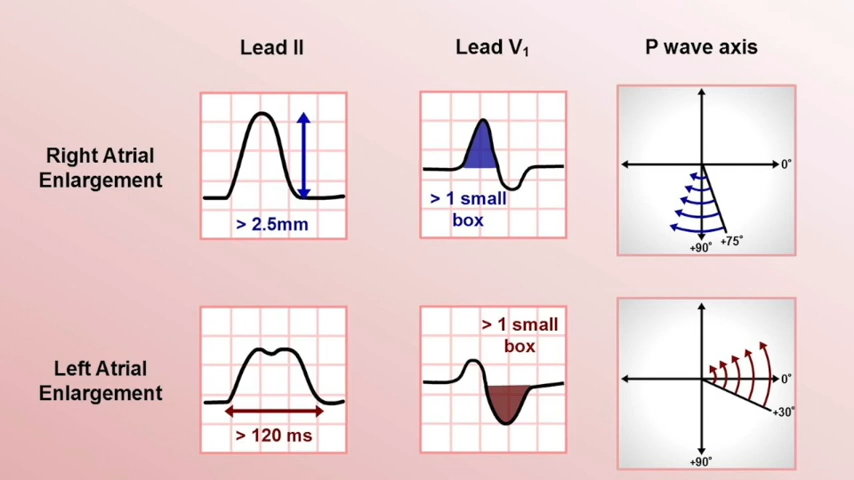 Lead II
Lead V₁
P wave axis
Right Atrial
Enlargement
> 2.5mm
> 1 small
box
0°
+90°
+75°
Left Atrial
Enlargement
> 120 ms
> 1 small
box
0°
+30°
+90°